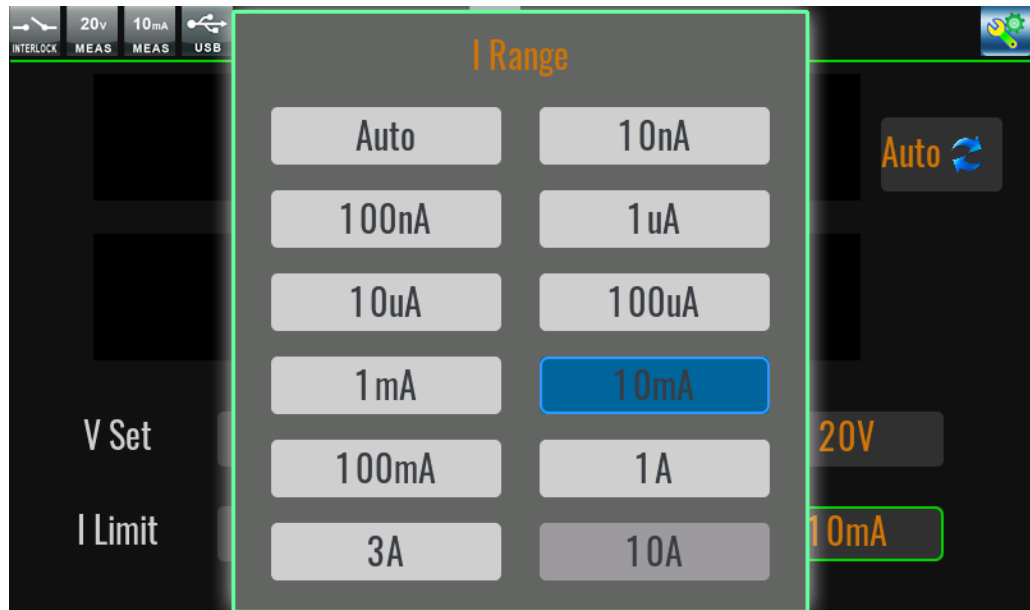 20V 10mA
INTERLOCK MEAS MEAS USB
I Range
Auto 10nA
Auto
100nA 1uA
10uA 100uA
1mA 10mA
V Set 20V
100mA 1A
I Limit 10mA
3A 10A